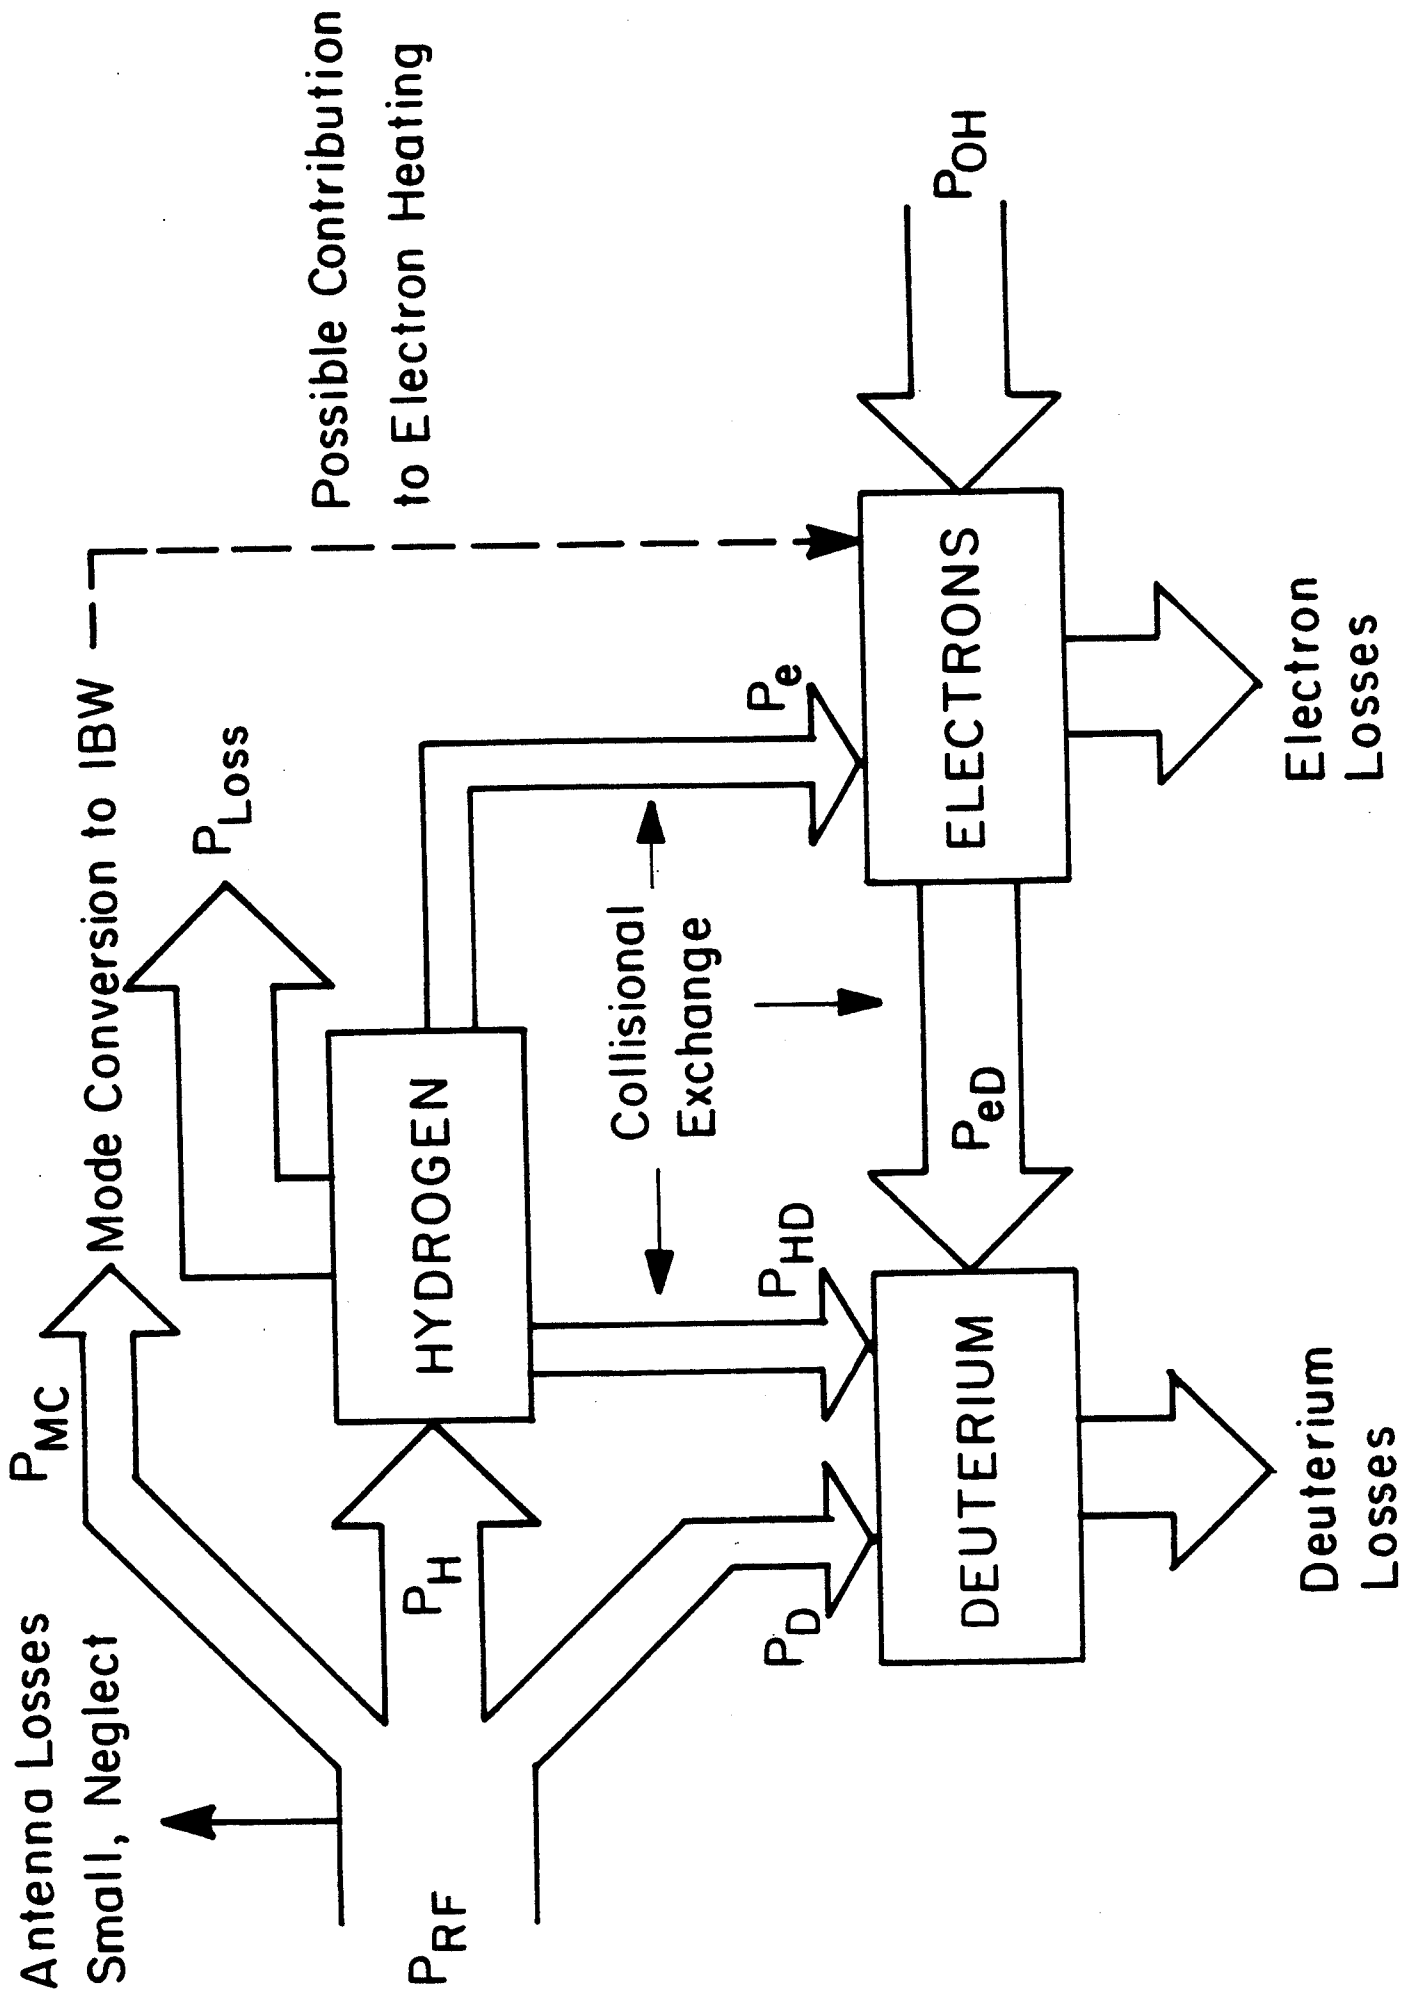 Antenna Losses
Small, Neglect
P_MC
Mode Conversion to IBW
P_Loss
Possible Contribution
to Electron Heating
P_RF
P_H
HYDROGEN
P_e
Collisional
Exchange
P_D
P_HD
DEUTERIUM
P_eD
ELECTRONS
P_OH
Deuterium
Losses
Electron
Losses